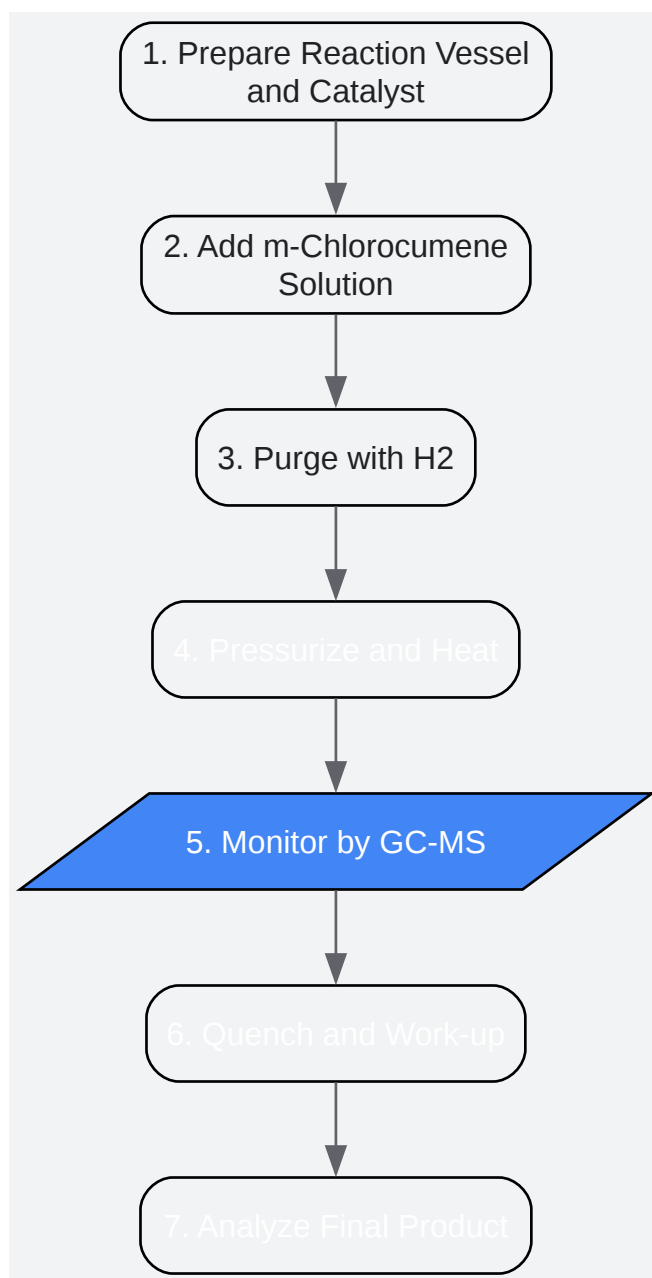 1. Prepare Reaction Vessel
and Catalyst
2. Add m-Chlorocumene
Solution
3. Purge with H2
4. Pressurize and Heat
5. Monitor by GC-MS
6. Quench and Work-up
7. Analyze Final Product